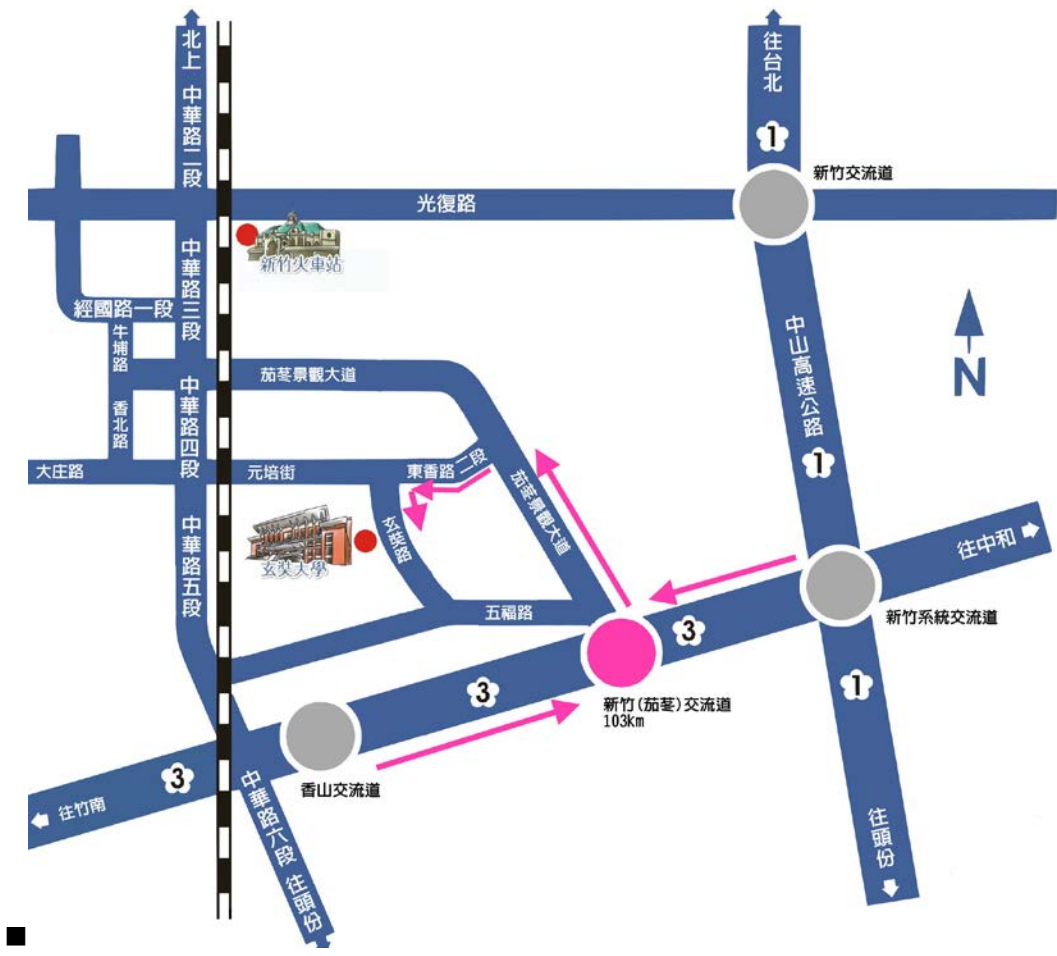 北上
中華路二段
往台北
1
新竹交流道
光復路
新竹火車站
中華路三段
經國路一段
牛埔路
中山高速公路
N
茄苳景觀大道
中華路四段
香北路
1
大庄路
元培街
東香路二段
茄苳景觀大道
玄奘路
玄奘大學
中華路五段
往中和
五福路
新竹系統交流道
3
1
3
新竹(茄苳)交流道
103km
3
香山交流道
往竹南
中華路六段
往頭份
往頭份